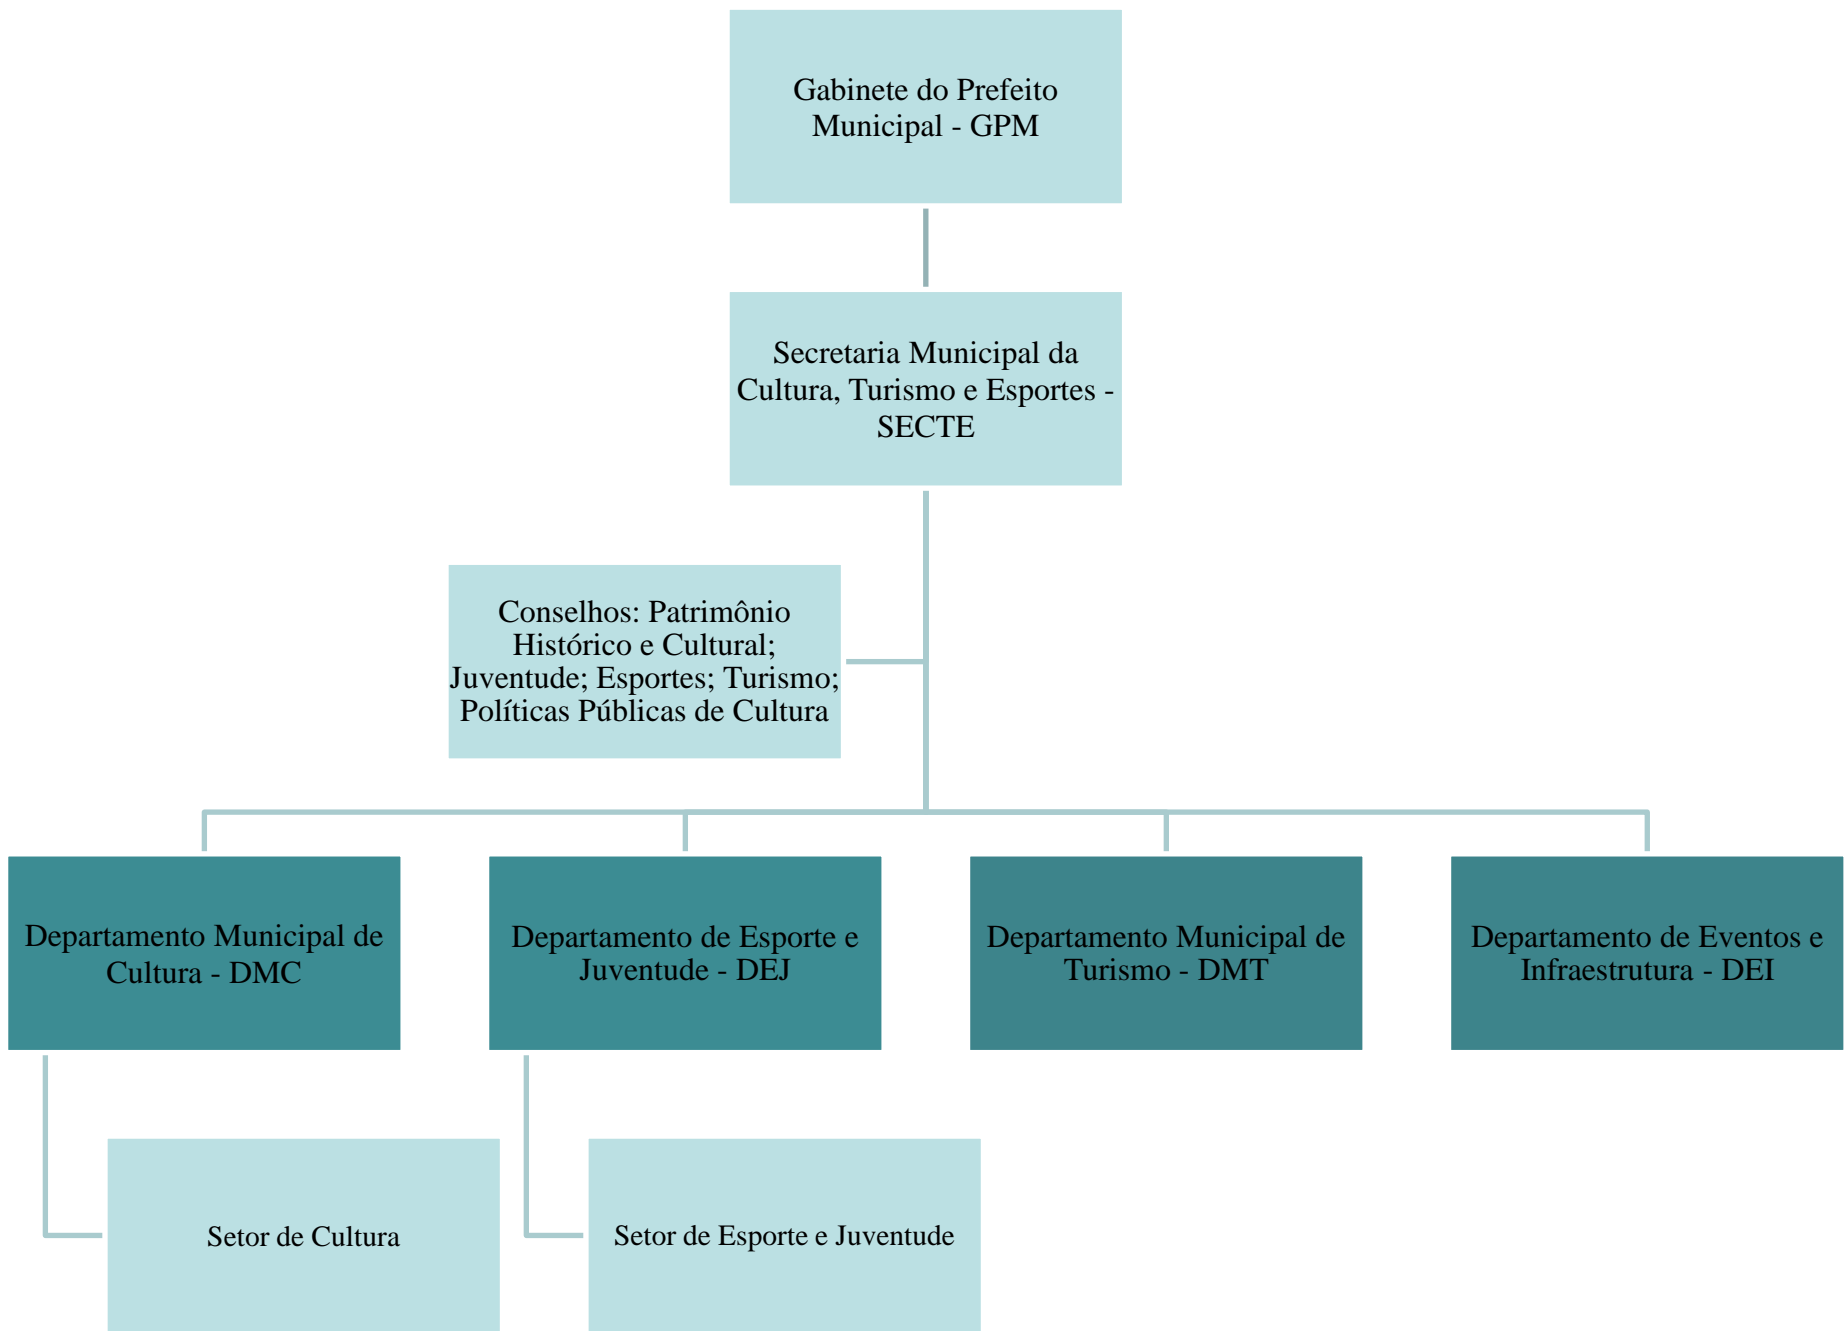 Gabinete do Prefeito
Municipal - GPM
Secretaria Municipal da
Cultura, Turismo e Esportes -
SECTE
Conselhos: Patrimônio
Histórico e Cultural;
Juventude; Esportes; Turismo;
Políticas Públicas de Cultura
Departamento Municipal de
Cultura - DMC
Departamento de Esporte e
Juventude - DEJ
Departamento Municipal de
Turismo - DMT
Departamento de Eventos e
Infraestrutura - DEI
Setor de Cultura
Setor de Esporte e Juventude